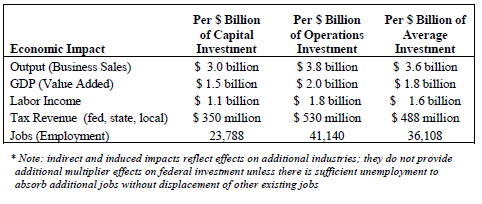 Per $ Billion Per $ Billion Per $ Billion of
of Capital of Operations Average
Economic Impact Investment Investment Investment
Output (Business Sales) $ 3.0 billion $ 3.8 billion $ 3.6 billion
GDP (Value Added) $ 1.5 billion $ 2.0 billion $ 1.8 billion
Labor Income $ 1.1 billion $ 1.8 billion $ 1.6 billion
Tax Revenue (fed, state, local) $ 350 million $ 530 million $ 488 million
Jobs (Employment) 23,788 41,140 36,108
* Note: indirect and induced impacts reflect effects on additional industries; they do not provide
additional multiplier effects on federal investment unless there is sufficient unemployment to
absorb additional jobs without displacement of other existing jobs